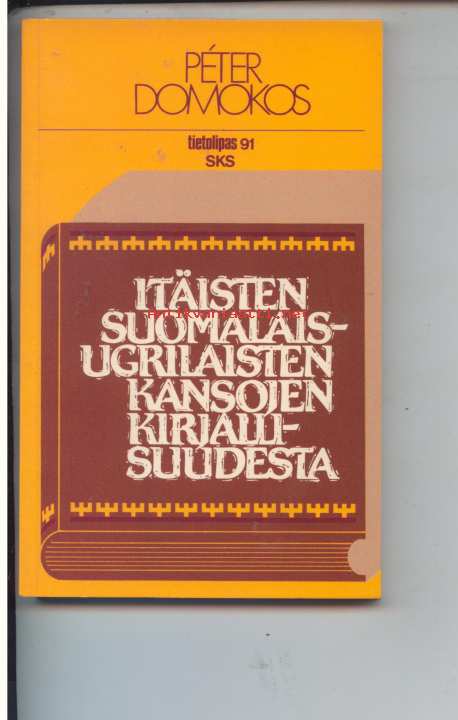 PÉTER
DOMOKOS
tietolipas 91
SKS
ITÄISTEN
SUOMALAIS-
UGRILAISTEN
KANSOJEN
KIRJALLI-
SUUDESTA